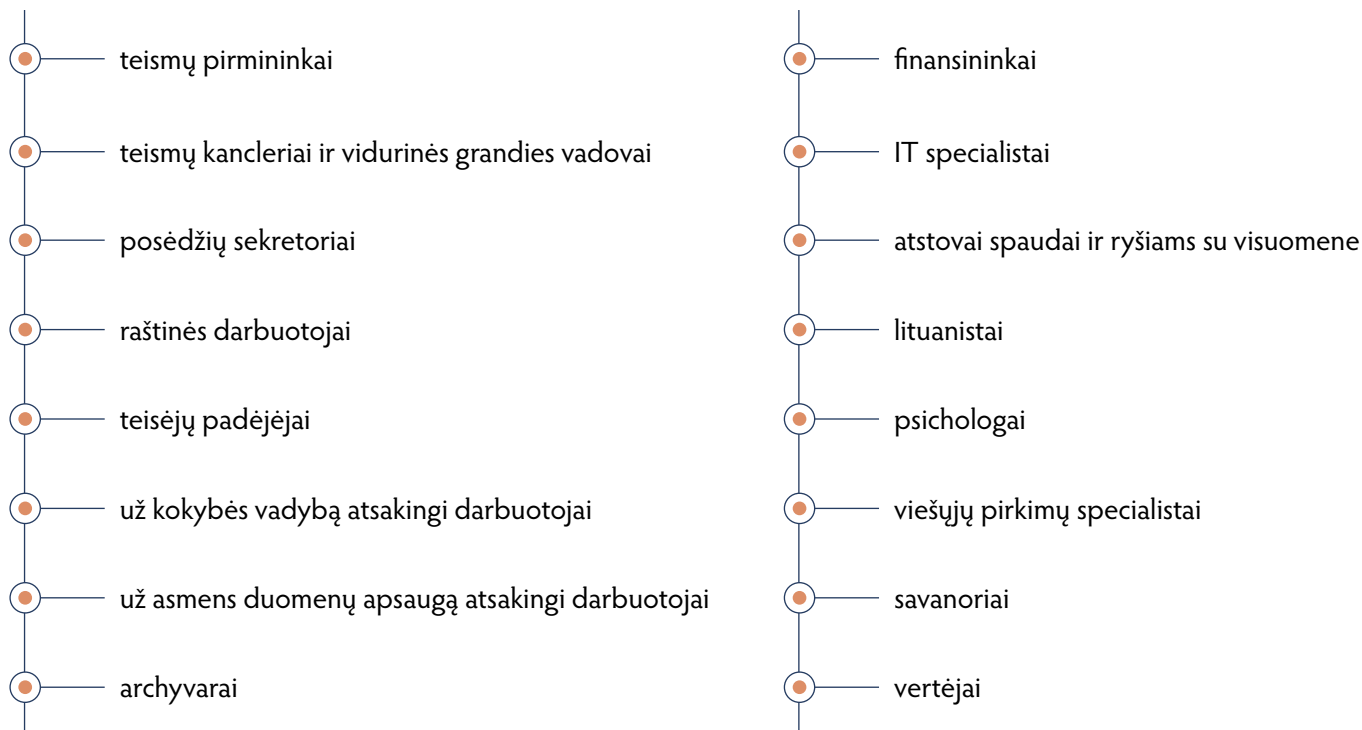 teismų pirmininkai
teismų kancleriai ir vidurinės grandies vadovai
posėdžių sekretoriai
raštinės darbuotojai
teisėjų padėjėjai
už kokybės vadybą atsakingi darbuotojai
už asmens duomenų apsaugą atsakingi darbuotojai
archyvarai
finansininkai
IT specialistai
atstovai spaudai ir ryšiams su visuomene
lituanistai
psichologai
viešųjų pirkimų specialistai
savanoriai
vertėjai